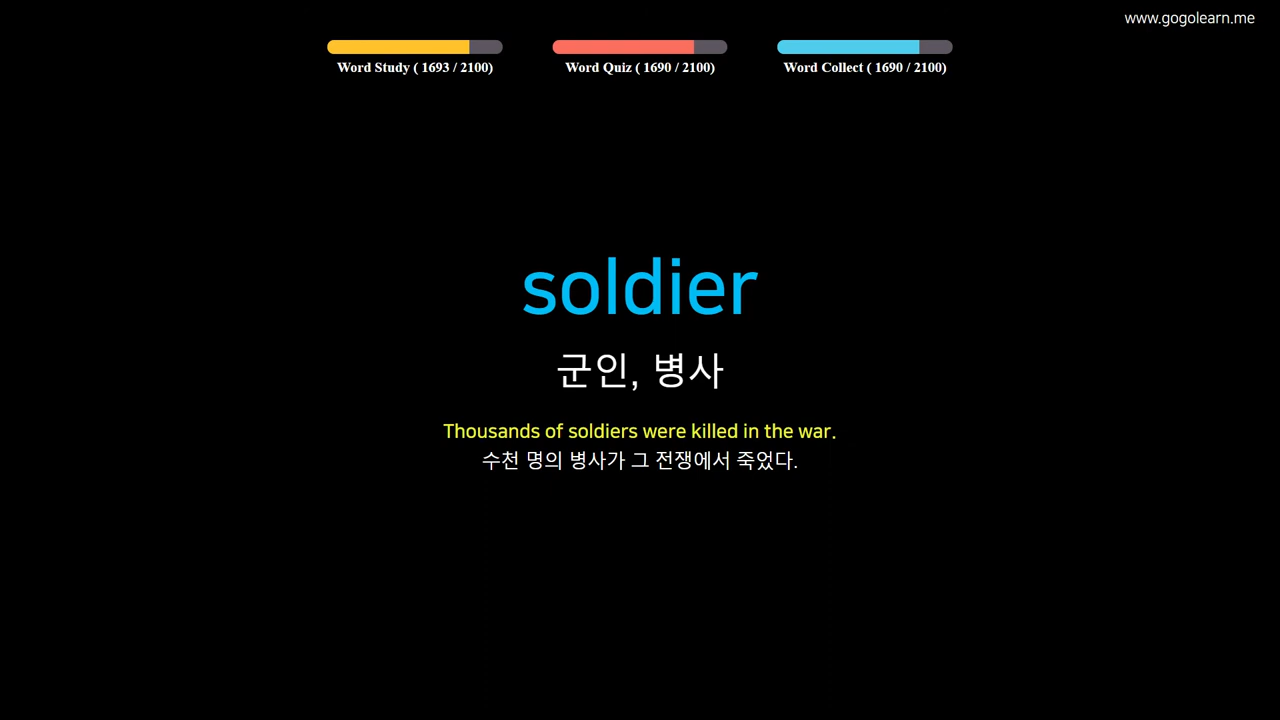 www.gogolearn.me
Word Study ( 1693 / 2100)
Word Quiz ( 1690 / 2100)
Word Collect ( 1690 / 2100)
soldier
군인, 병사
Thousands of soldiers were killed in the war.
수천 명의 병사가 그 전쟁에서 죽었다.